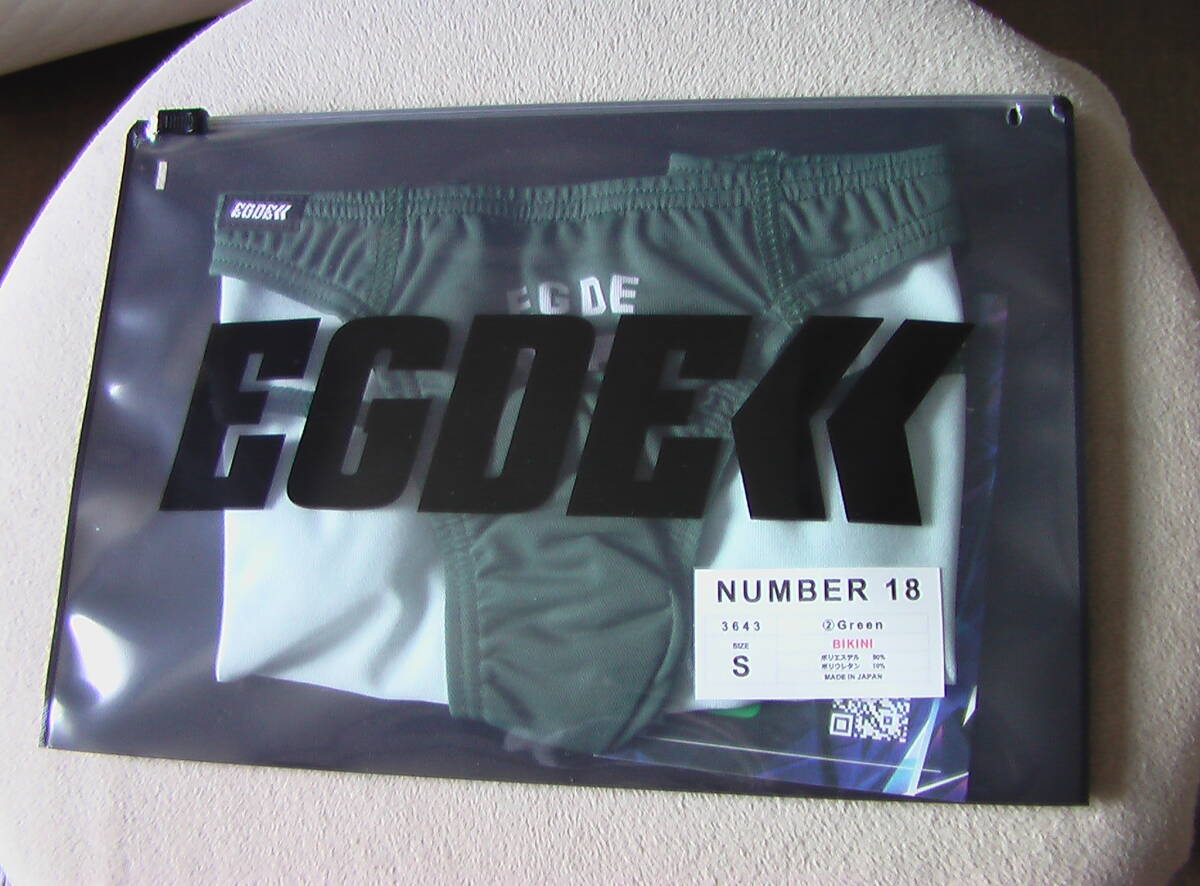 EGDE
EGDE
EGDE
NUMBER 18
3643 ②Green
SIZE BIKINI
S ポリエステル 90%
ポリウレタン 10%
MADE IN JAPAN